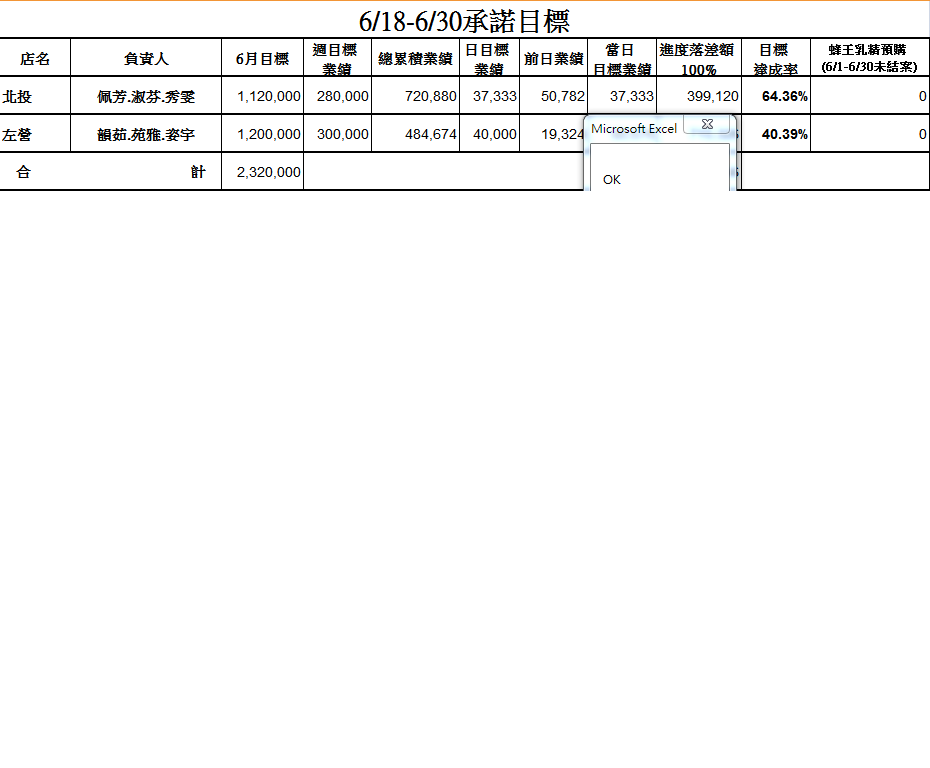 6/18-6/30承諾目標
店名 負責人 6月目標 週目標業績 總累積業績 日目標業績 前日業績 當日目標業績 進度落差額100% 目標達成率 蜂王乳精預購(6/1-6/30未結案)
北投 佩芳.淑芬.秀雯 1,120,000 280,000 720,880 37,333 50,782 37,333 399,120 64.36% 0
左營 韻茹.苑雅.姿宇 1,200,000 300,000 484,674 40,000 19,324 40.39% 0
合 計 2,320,000
Microsoft Excel
OK